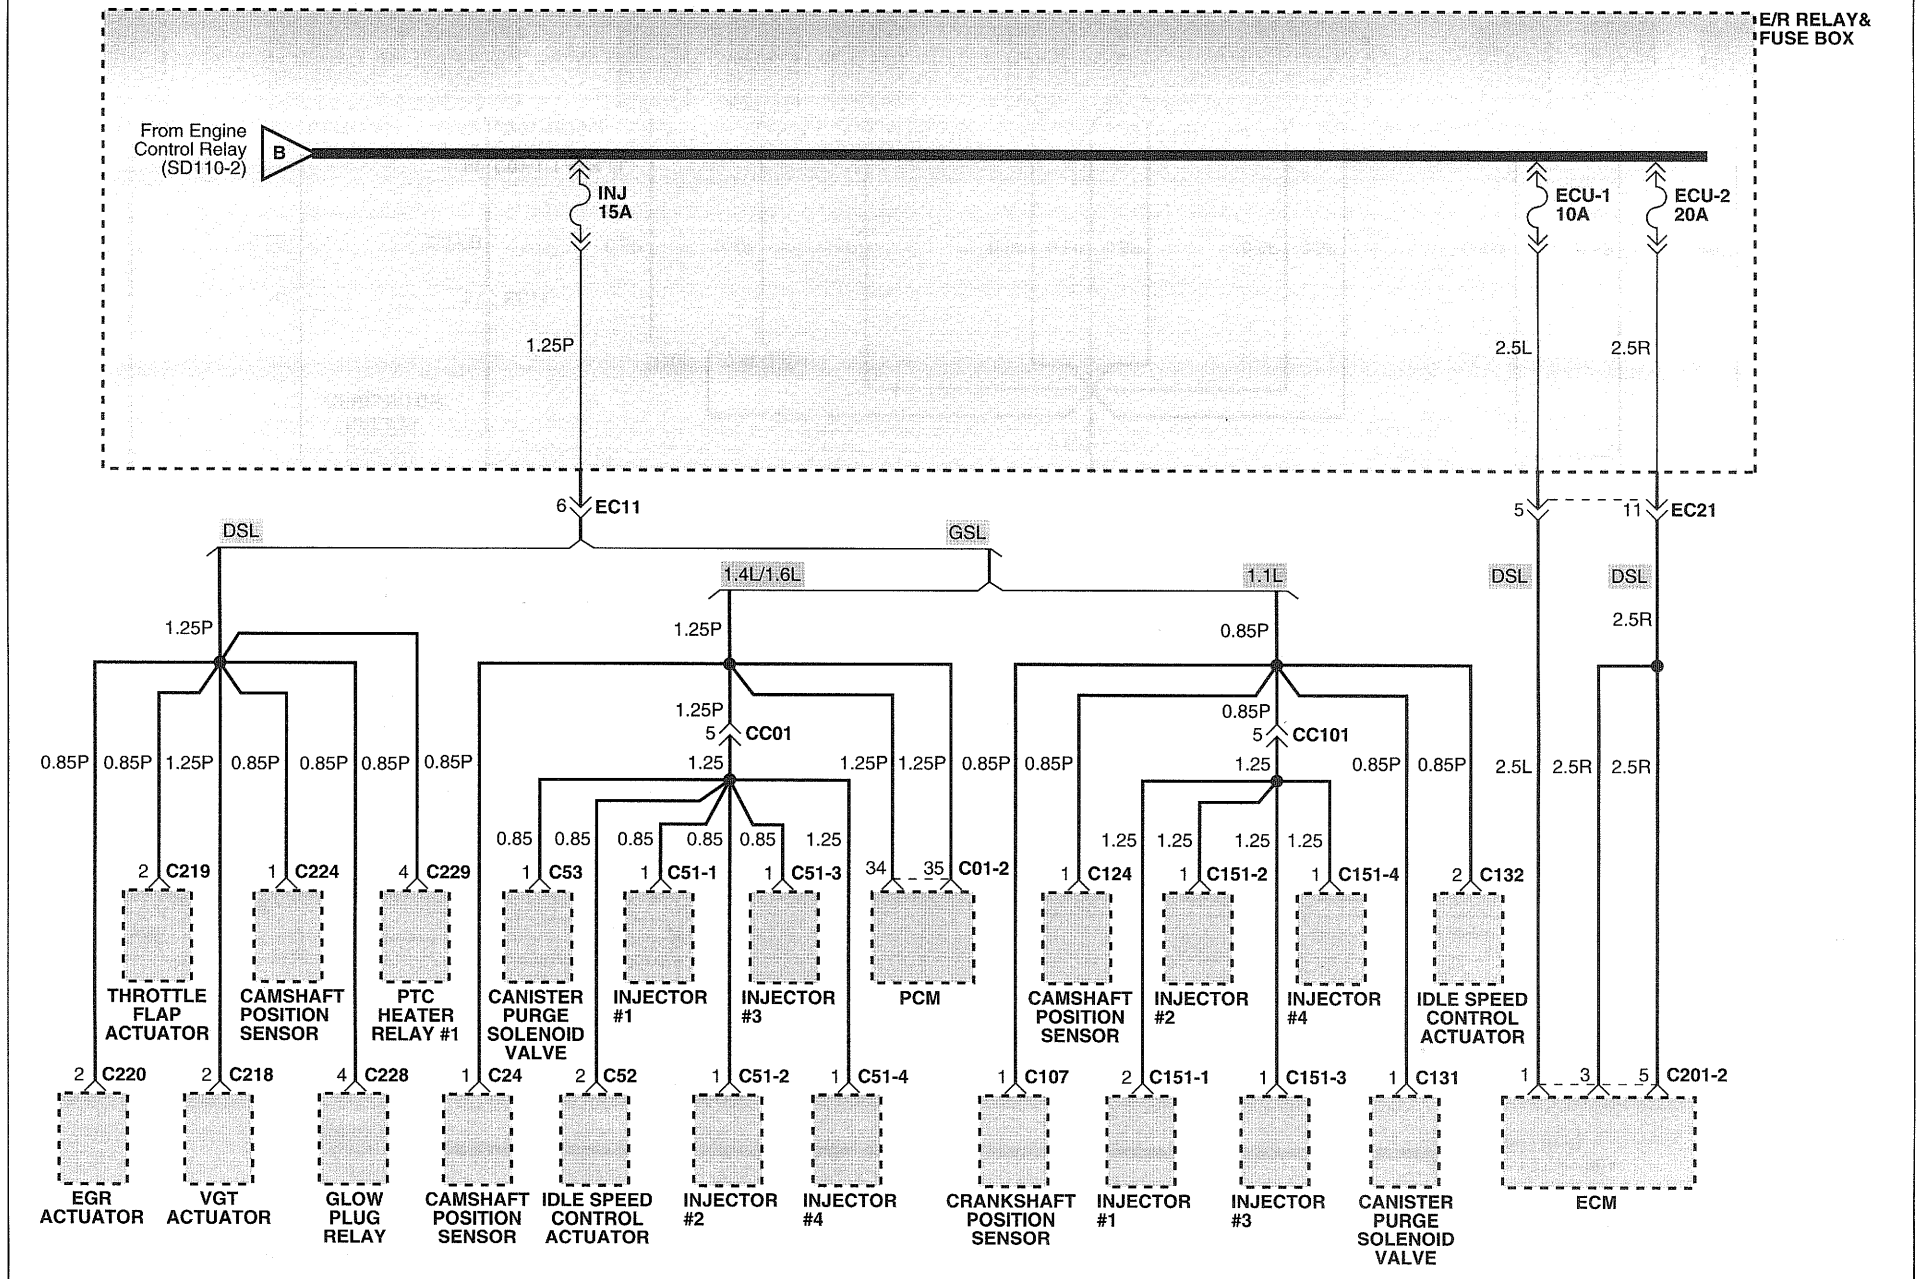 E/R RELAY&
FUSE BOX
From Engine
Control Relay
(SD110-2)
B
INJ
15A
ECU-1
10A
ECU-2
20A
1.25P
2.5L
2.5R
6
EC11
5
11
EC21
DSL
GSL
1.4L/1.6L
1.1L
DSL
DSL
1.25P
1.25P
0.85P
2.5R
1.25P
0.85P
5
CC01
5
CC101
0.85P
0.85P
1.25P
0.85P
0.85P
0.85P
0.85P
1.25
1.25P
1.25P
0.85P
0.85P
1.25
0.85P
0.85P
2.5L
2.5R
2.5R
0.85
0.85
0.85
0.85
0.85
1.25
1.25
1.25
1.25
1.25
2
C219
1
C224
4
C229
1
C53
1
C51-1
1
C51-3
34
35
C01-2
1
C124
1
C151-2
1
C151-4
2
C132
THROTTLE
FLAP
ACTUATOR
CAMSHAFT
POSITION
SENSOR
PTC
HEATER
RELAY #1
CANISTER
PURGE
SOLENOID
VALVE
INJECTOR
#1
INJECTOR
#3
PCM
CAMSHAFT
POSITION
SENSOR
INJECTOR
#2
INJECTOR
#4
IDLE SPEED
CONTROL
ACTUATOR
2
C220
2
C218
4
C228
1
C24
2
C52
1
C51-2
1
C51-4
1
C107
2
C151-1
1
C151-3
1
C131
1
3
5
C201-2
EGR
ACTUATOR
VGT
ACTUATOR
GLOW
PLUG
RELAY
CAMSHAFT
POSITION
SENSOR
IDLE SPEED
CONTROL
ACTUATOR
INJECTOR
#2
INJECTOR
#4
CRANKSHAFT
POSITION
SENSOR
INJECTOR
#1
INJECTOR
#3
CANISTER
PURGE
SOLENOID
VALVE
ECM